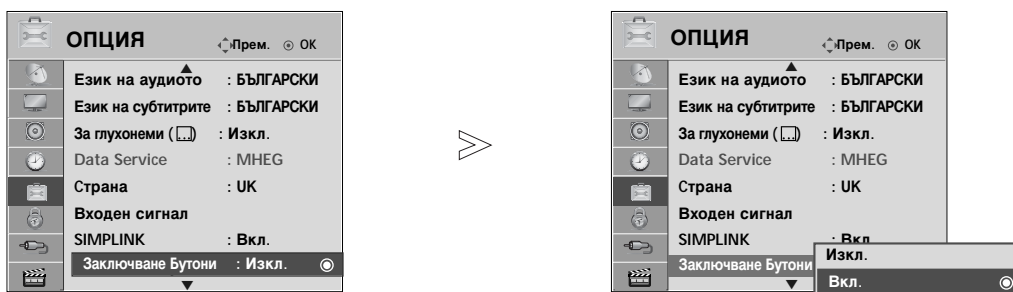 ОПЦИЯ Прем. OK
Език на аудиото : БЪЛГАРСКИ
Език на субтитрите : БЪЛГАРСКИ
За глухонеми ( ) : Изкл.
Data Service : MHEG
Страна : UK
Входен сигнал
SIMPLINK : Вкл.
Заключване Бутони : Изкл.
ОПЦИЯ Прем. OK
Език на аудиото : БЪЛГАРСКИ
Език на субтитрите : БЪЛГАРСКИ
За глухонеми ( ) : Изкл.
Data Service : MHEG
Страна : UK
Входен сигнал
SIMPLINK : Вкл.
Заключване Бутони
Изкл.
Вкл.